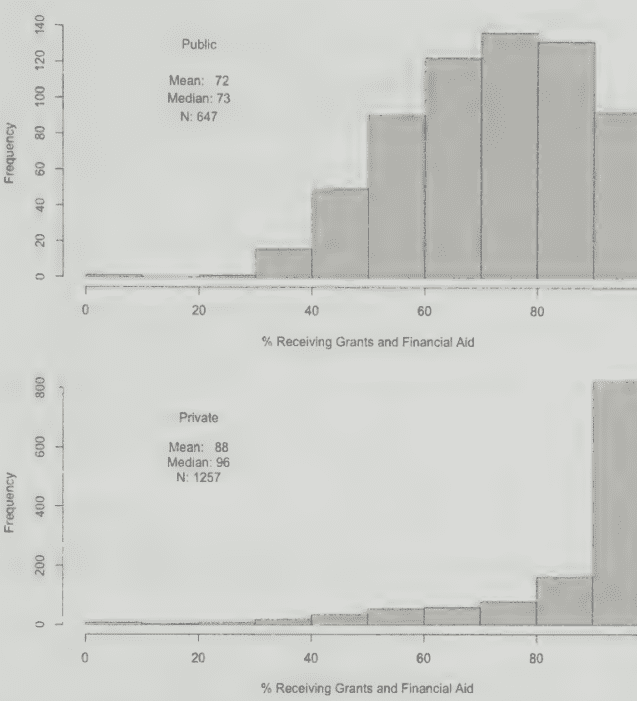 Public
Mean: 72
Median: 73
N: 647
Frequency
140
120
100
80
60
40
20
0
0 20 40 60 80
% Receiving Grants and Financial Aid
Private
Mean: 88
Median: 96
N: 1257
Frequency
800
600
400
200
0
0 20 40 60 80
% Receiving Grants and Financial Aid